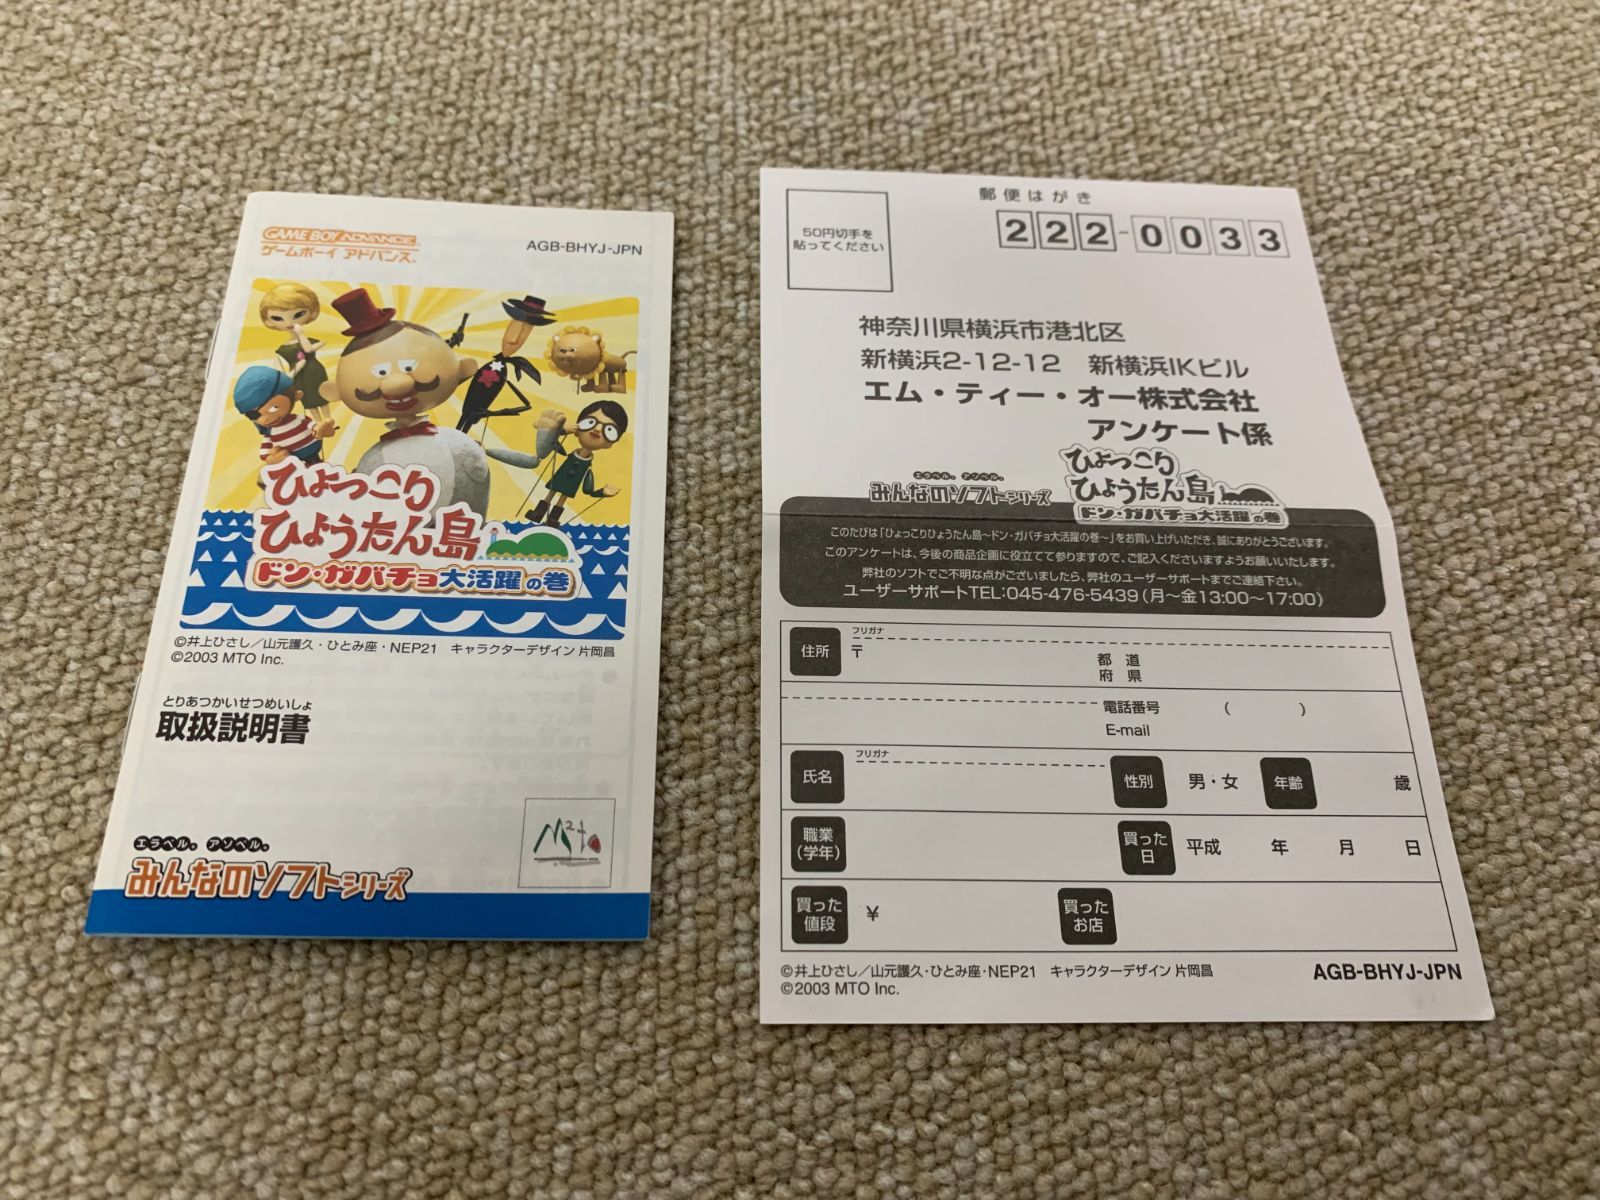 GAME BOY ADVANCE
ゲームボーイ アドバンス
AGB-BHYJ-JPN
ひょっこり
ひょうたん島
ドン・ガバチョ大活躍の巻
©井上ひさし／山元護久・ひとみ座・NEP21　キャラクターデザイン 片岡昌
©2003 MTO Inc.
とりあつかいせつめいしょ
取扱説明書
エラベル。アソベル。
みんなのソフトシリーズ
郵便はがき
50円切手を
貼ってください
222-0033
神奈川県横浜市港北区
新横浜2-12-12　新横浜IKビル
エム・ティー・オー株式会社
アンケート係
エラベル。アソベル。
みんなのソフトシリーズ
ひょっこり
ひょうたん島
ドン・ガバチョ大活躍の巻
このたびは「ひょっこりひょうたん島〜ドン・ガバチョ大活躍の巻〜」をお買い上げいただき、誠にありがとうございます。
このアンケートは、今後の商品企画に役立てて参りますので、ご記入くださいますようお願いいたします。
弊社のソフトでご不明な点がございましたら、弊社のユーザーサポートまでご連絡下さい。
ユーザーサポートTEL:045-476-5439(月〜金13:00〜17:00)
住所
フリガナ
〒
都 道
府 県
電話番号　(　　)
E-mail
氏名
フリガナ
性別
男・女
年齢
歳
職業
(学年)
買った
日
平成　年　月　日
買った
値段
¥
買った
お店
©井上ひさし／山元護久・ひとみ座・NEP21　キャラクターデザイン 片岡昌
©2003 MTO Inc.
AGB-BHYJ-JPN